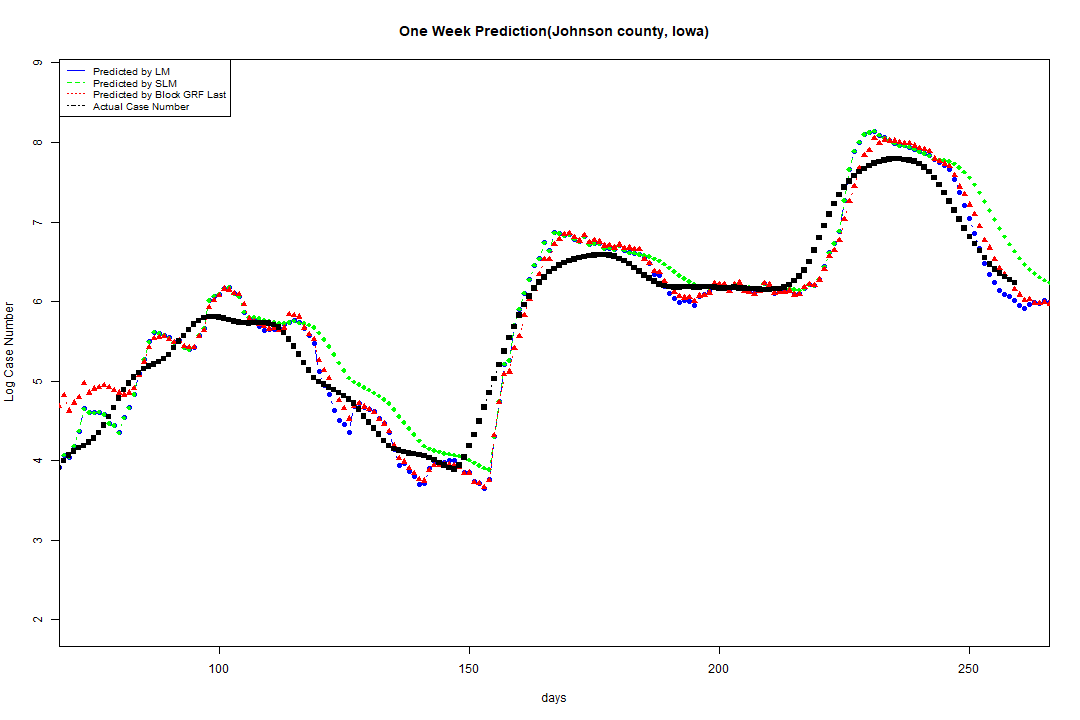 One Week Prediction(Johnson county, Iowa)
Predicted by LM
Predicted by SLM
Predicted by Block GRF Last
Actual Case Number
9
8
7
6
5
4
3
2
Log Case Number
100 150 200 250
days